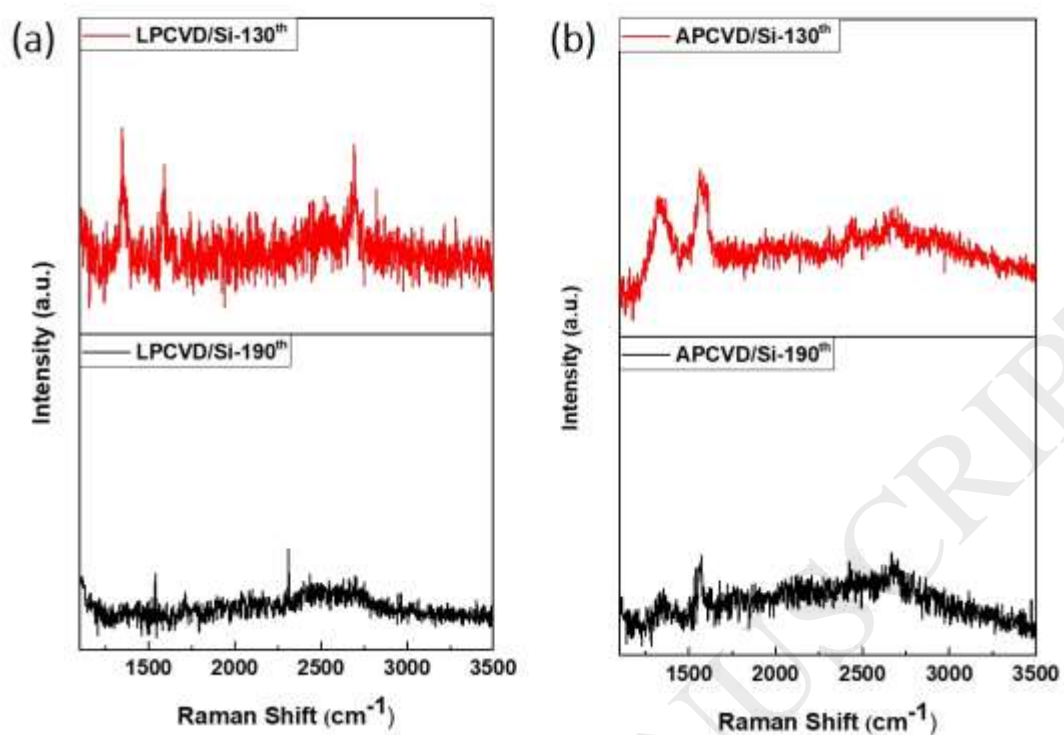 (a)
LPCVD/Si-130th
LPCVD/Si-190th
Intensity (a.u.)
1500 2000 2500 3000 3500
Raman Shift (cm-1)
(b)
APCVD/Si-130th
APCVD/Si-190th
Intensity (a.u.)
1500 2000 2500 3000 3500
Raman Shift (cm-1)
USCRIP